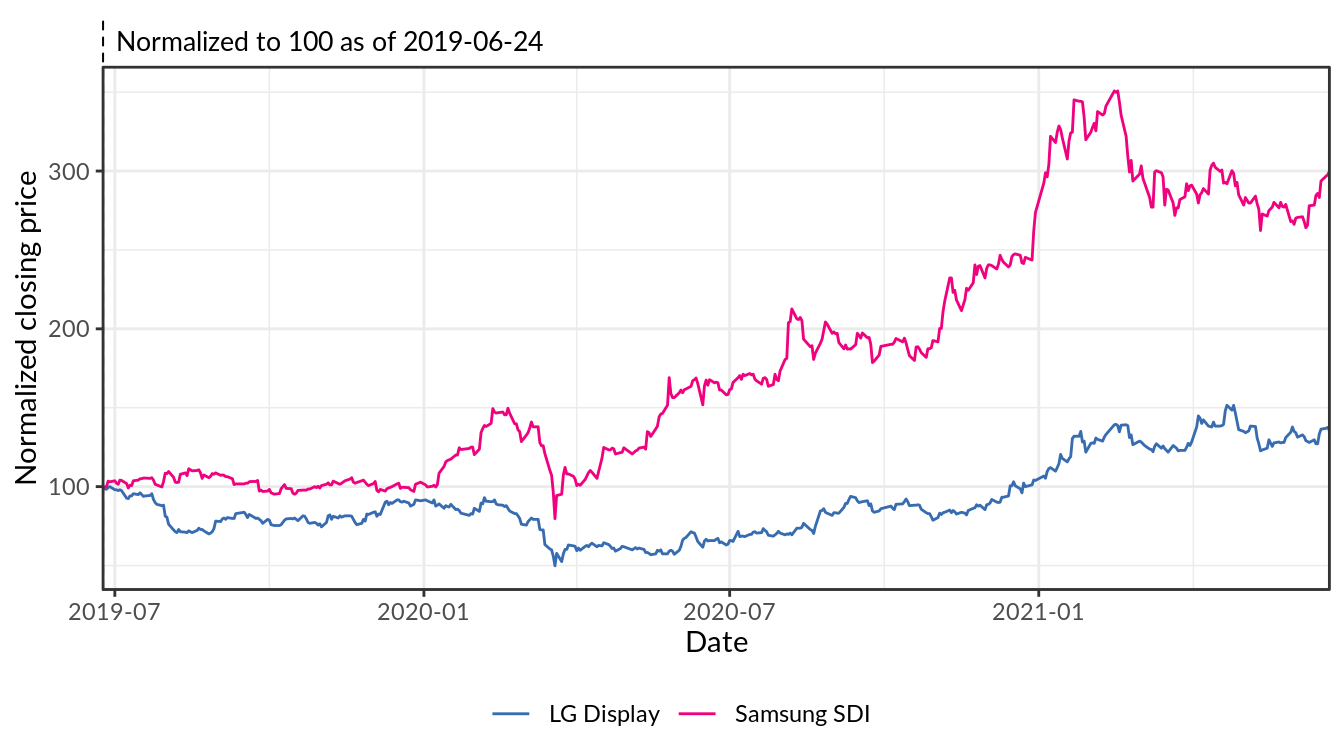 Normalized to 100 as of 2019-06-24
Normalized closing price
300
200
100
2019-07
2020-01
2020-07
2021-01
Date
LG Display
Samsung SDI